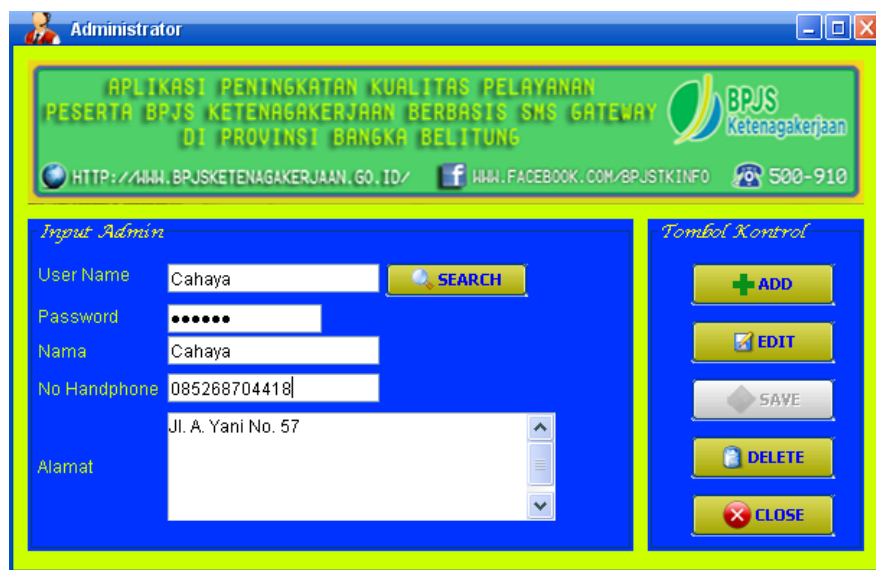 Administrator
APLIKASI PENINGKATAN KUALITAS PELAYANAN
PESERTA BPJS KETENAGAKERJAAN BERBASIS SMS GATEWAY
DI PROVINSI BANGKA BELITUNG
BPJS
Ketenagakerjaan
HTTP://WWW.BPJSKETENAGAKERJAAN.GO.ID/ WWW.FACEBOOK.COM/BPJSTKINFO 500-910
Input Admin
User Name Cahaya SEARCH
Password ••••••
Nama Cahaya
No Handphone 085268704418
Alamat Jl. A. Yani No. 57
Tombol Kontrol
ADD
EDIT
SAVE
DELETE
CLOSE